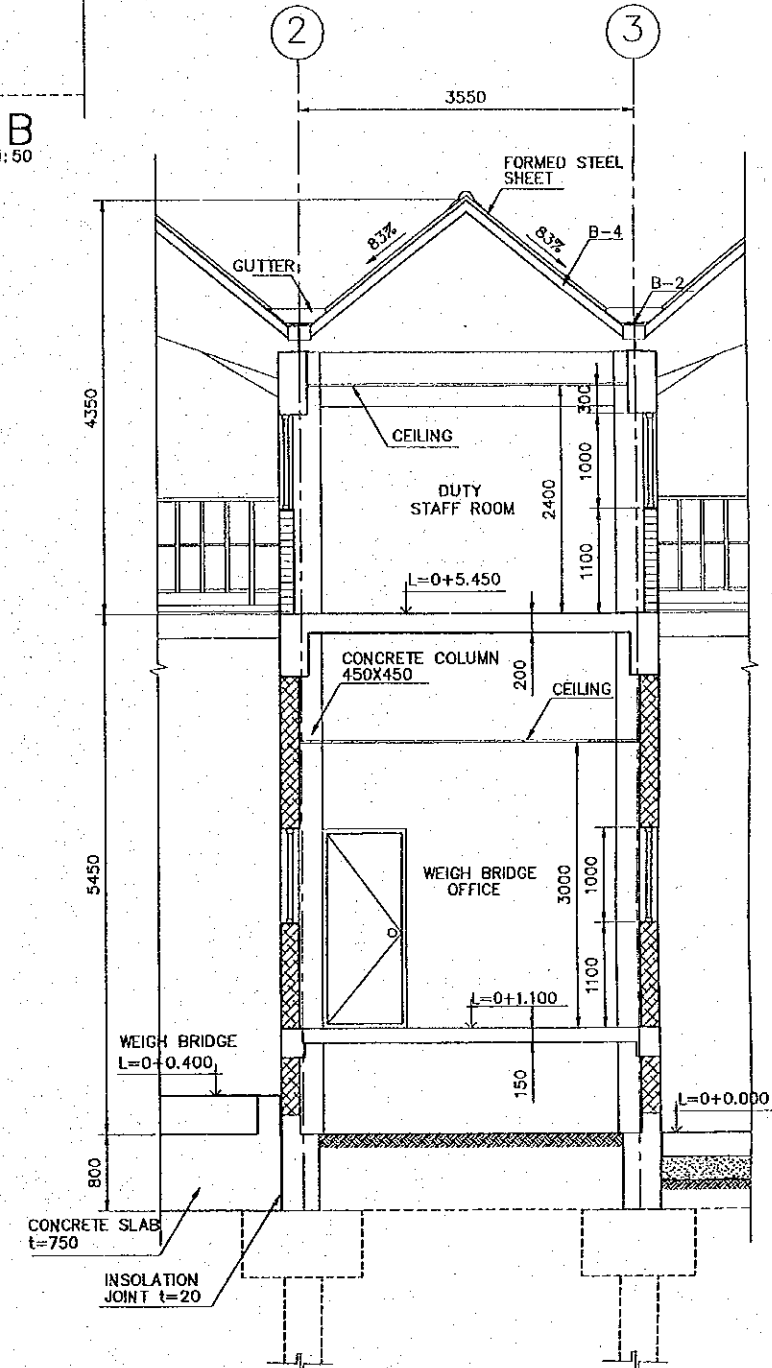 2
3
3550
B
:50
FORMED STEEL
SHEET
83%
83%
B-4
GUTTER
B-2
4350
300
CEILING
1000
DUTY
STAFF ROOM
2400
1100
L=0+5.450
CONCRETE COLUMN
450X450
200
CEILING
5450
WEIGH BRIDGE
OFFICE
3000
1000
1100
L=0+1.100
WEIGH BRIDGE
L=0+0.400
150
L=0+0.000
800
CONCRETE SLAB
t=750
INSOLATION
JOINT t=20